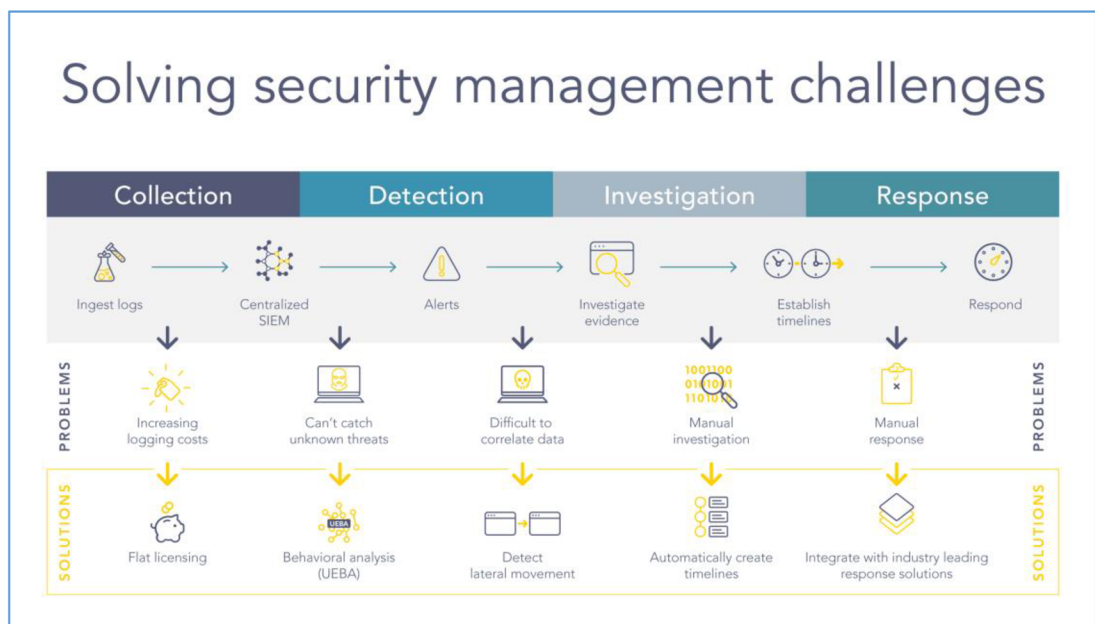 Solving security management challenges
Collection
Detection
Investigation
Response
Ingest logs
Centralized
SIEM
Alerts
Investigate
evidence
Establish
timelines
Respond
PROBLEMS
Increasing
logging costs
Can't catch
unknown threats
Difficult to
correlate data
1001100
0101001
1101010
Manual
investigation
Manual
response
PROBLEMS
SOLUTIONS
Flat licensing
UEBA
Behavioral analysis
(UEBA)
Detect
lateral movement
Automatically create
timelines
Integrate with industry leading
response solutions
SOLUTIONS